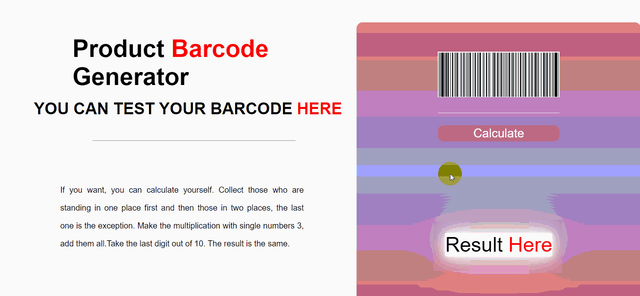 Product Barcode
Generator
YOU CAN TEST YOUR BARCODE HERE
If you want, you can calculate yourself. Collect those who are
standing in one place first and then those in two places, the last
one is the exception. Make the multiplication with single numbers 3,
add them all.Take the last digit out of 10. The result is the same.
Calculate
Result Here